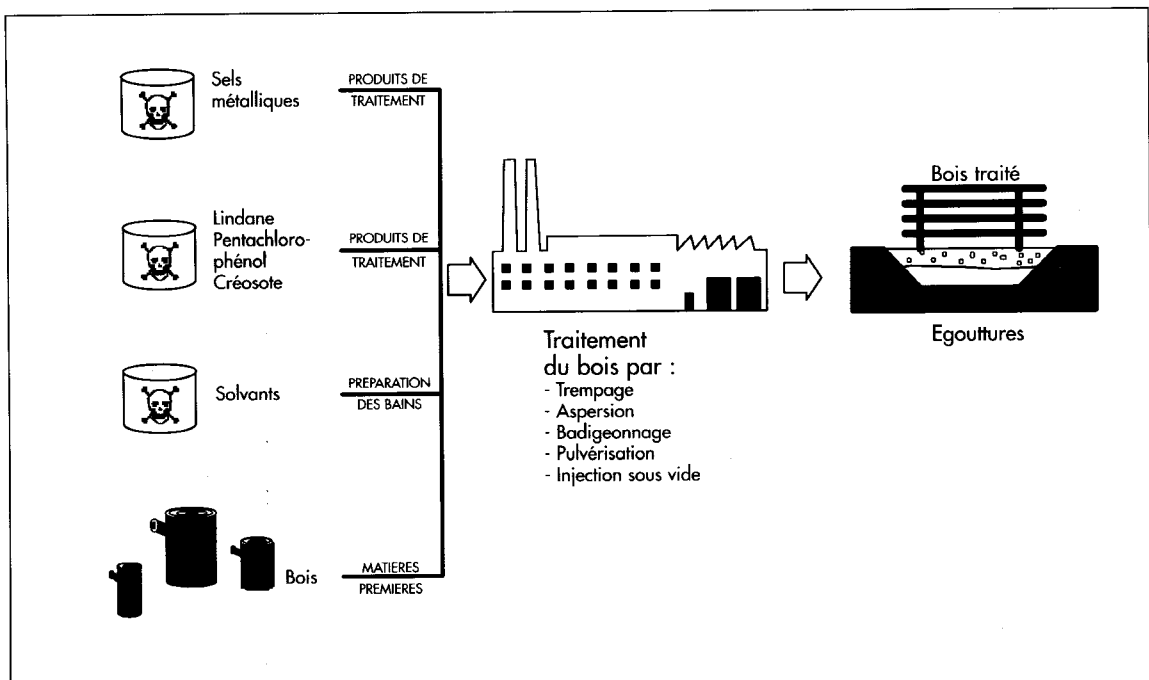 Sels
métalliques
PRODUITS DE
TRAITEMENT
Lindane
Pentachloro-
phénol
Créosote
PRODUITS DE
TRAITEMENT
Solvants
PREPARATION
DES BAINS
Bois
MATIERES
PREMIERES
Traitement
du bois par :
- Trempage
- Aspersion
- Badigeonnage
- Pulvérisation
- Injection sous vide
Bois traité
Egouttures